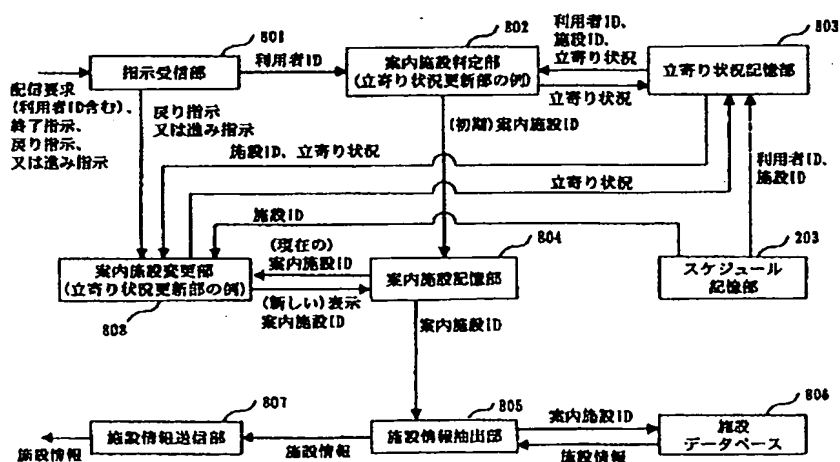 801
指示受信部
利用者ID
802
案内施設判定部
(立寄り状況更新部の例)
利用者ID、
施設ID、
立寄り状況
立寄り状況
803
立寄り状況記憶部
配信要求
(利用者ID含む)、
終了指示、
戻り指示、
又は進み指示
戻り指示
又は進み指示
(初期)案内施設ID
施設ID、立寄り状況
立寄り状況
施設ID
利用者ID、
施設ID
案内施設変更部
(立寄り状況更新部の例)
808
(現在の)
案内施設ID
(新しい)表示
案内施設ID
804
案内施設記憶部
203
スケジュール
記憶部
案内施設ID
807
施設情報送信部
施設情報
施設情報
805
施設情報抽出部
案内施設ID
施設情報
806
施設
データベース